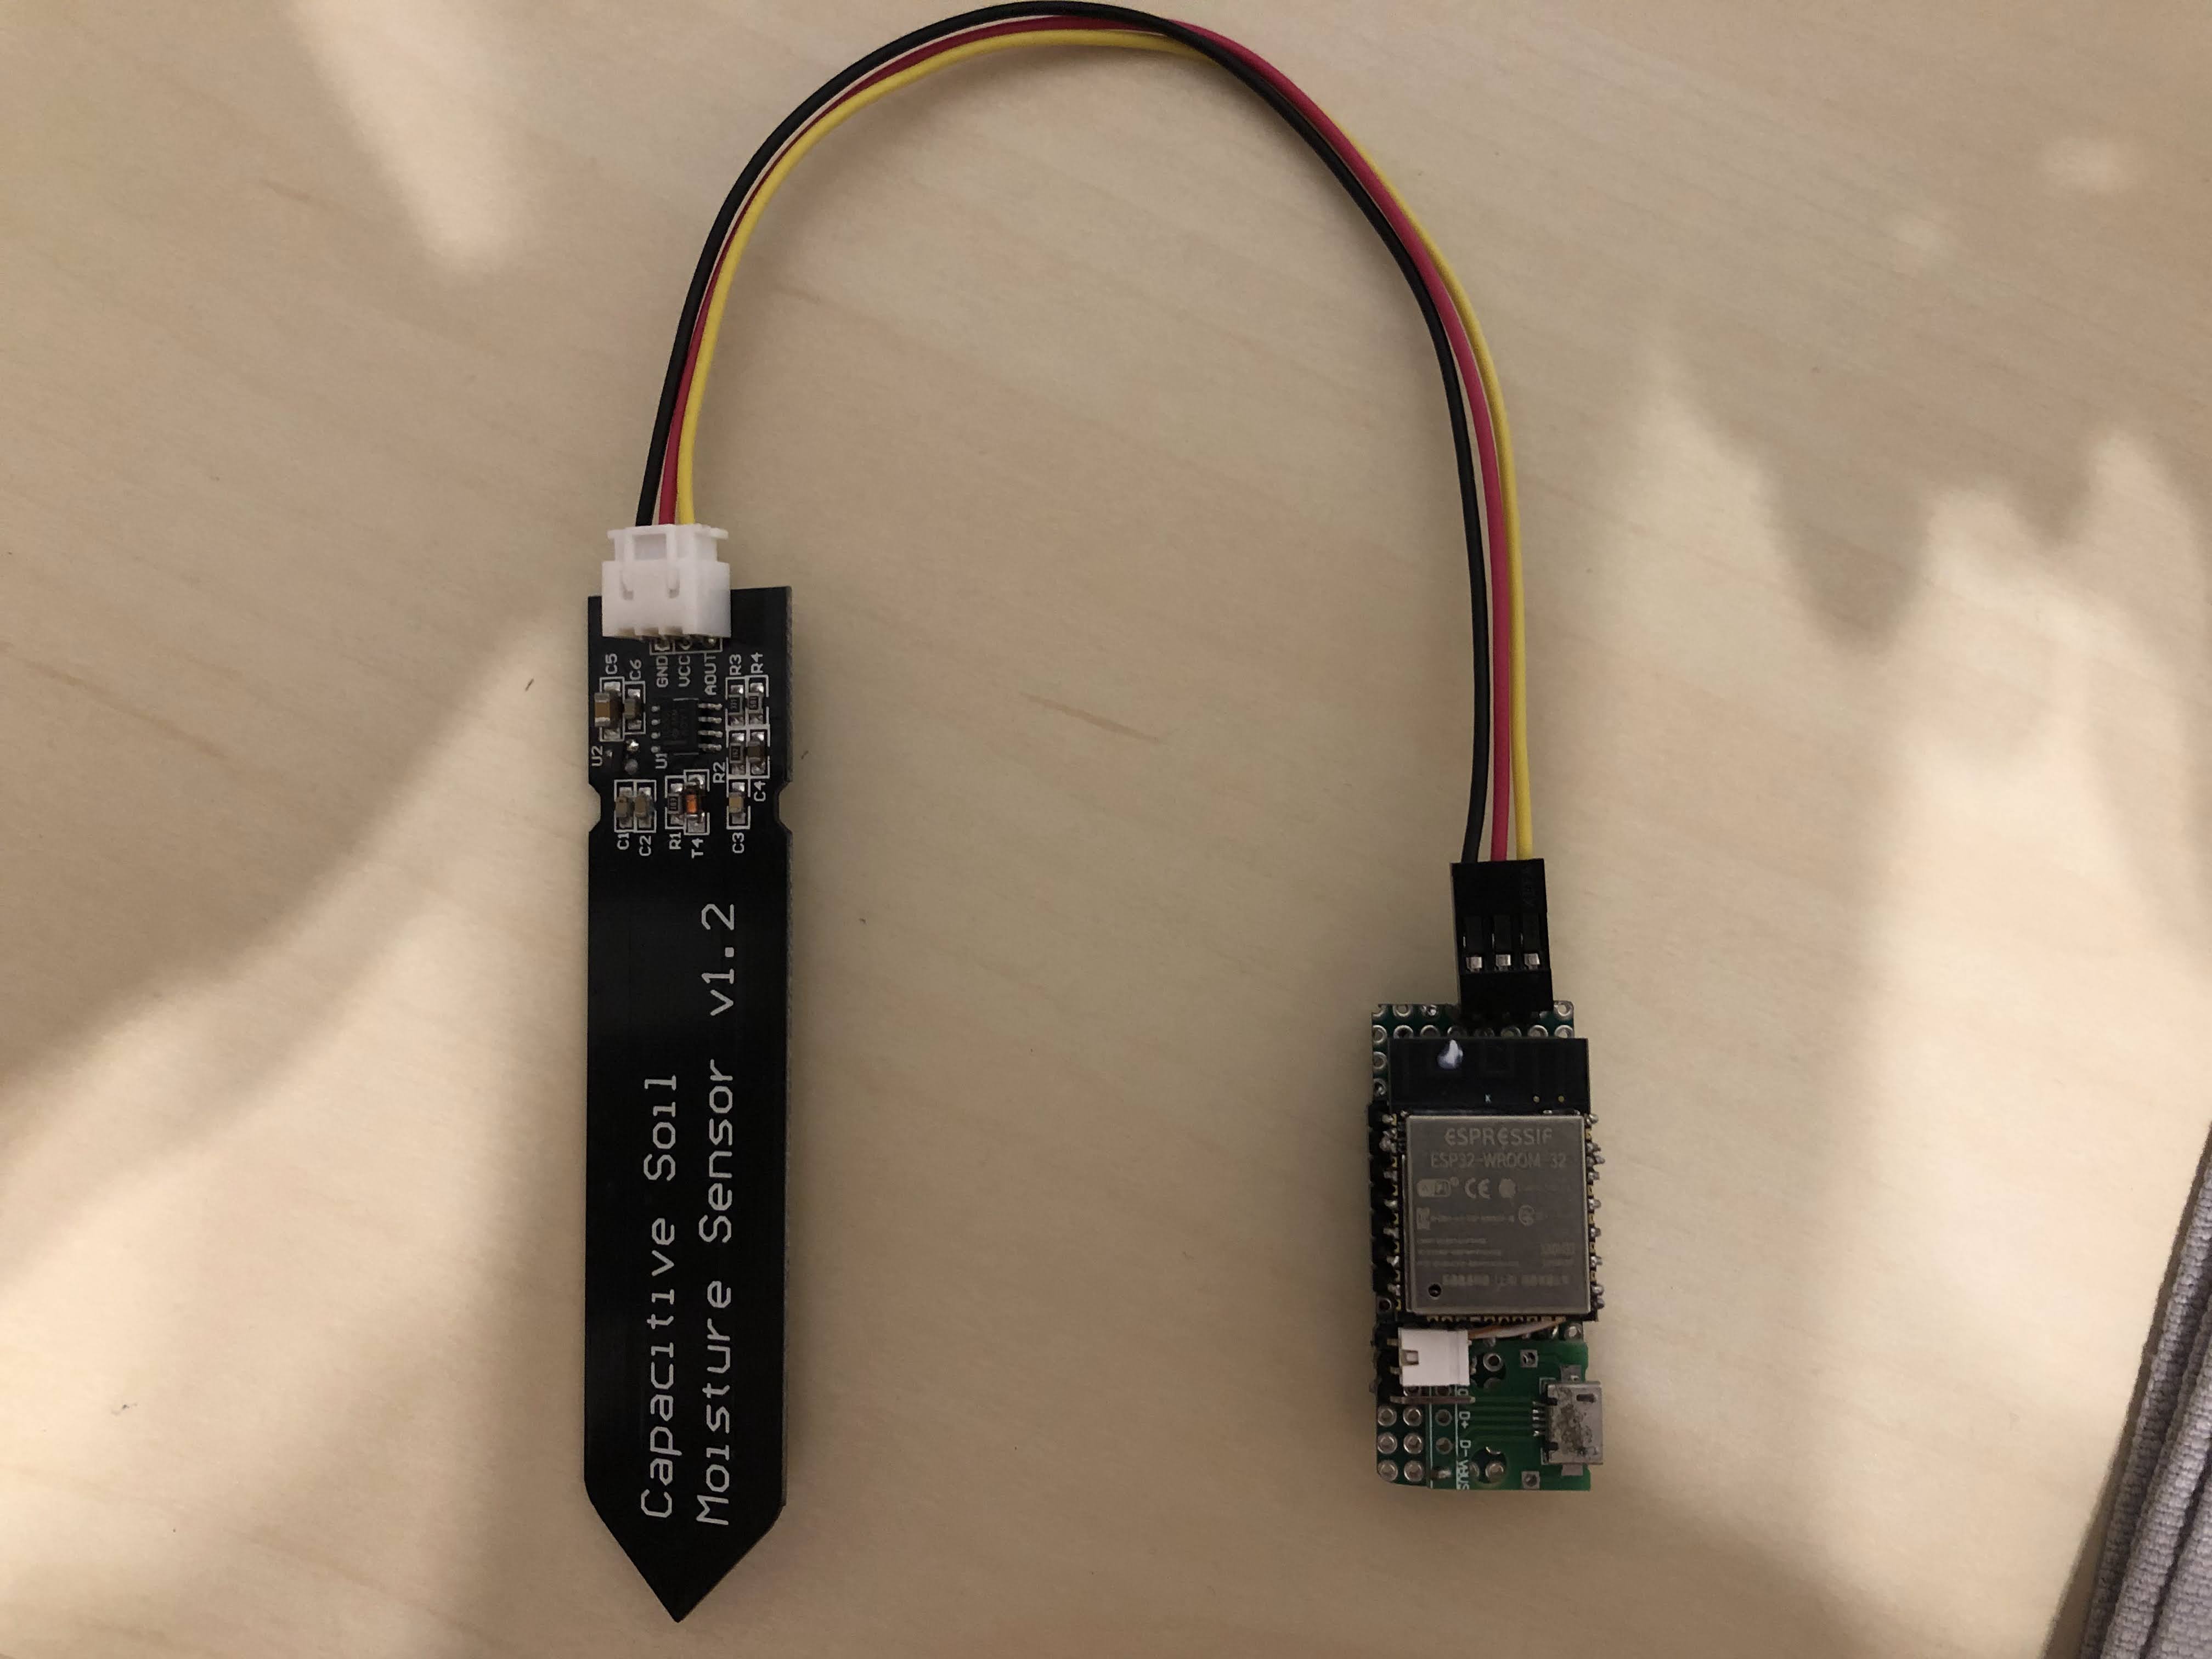 Capacitive Soil
Moisture Sensor v1.2
C1
C2
R1
T4
C3
U2
C5
C6
U1
GND
VCC
AOUT
R2
R3
C4
R4
VBUS
D-
D+
ESPRESSIF
ESP32-WROOM-32
CE